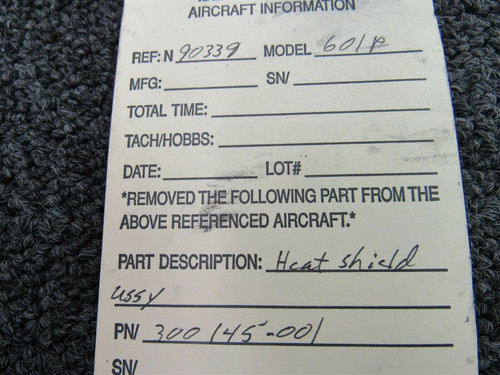 AIRCRAFT INFORMATION
REF: N 90339 MODEL 601p
MFG: SN/
TOTAL TIME:
TACH/HOBBS:
DATE: LOT#
*REMOVED THE FOLLOWING PART FROM THE
ABOVE REFERENCED AIRCRAFT.*
PART DESCRIPTION: Heat shield
ussy
PN/ 300145-001
SN/